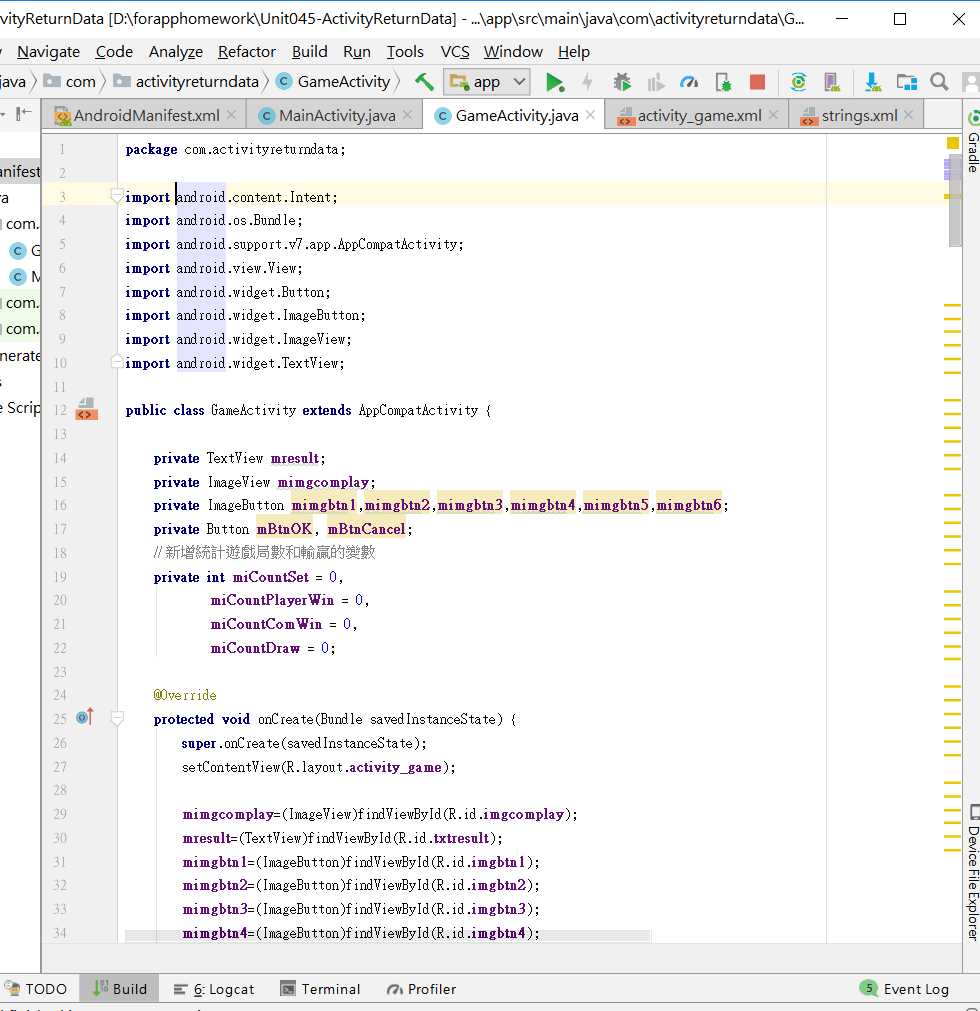 vityReturnData [D:\forapphomework\Unit045-ActivityReturnData] - ...\app\src\main\java\com\activityreturndata\G...
Navigate Code Analyze Refactor Build Run Tools VCS Window Help
java com activityreturndata GameActivity app
AndroidManifest.xml MainActivity.java GameActivity.java activity_game.xml strings.xml
Gradle
anifest
va
com.
G
M
com.
com.
nerate
s
e Scrip
1 package com.activityreturndata;
2
3 import android.content.Intent;
4 import android.os.Bundle;
5 import android.support.v7.app.AppCompatActivity;
6 import android.view.View;
7 import android.widget.Button;
8 import android.widget.ImageButton;
9 import android.widget.ImageView;
10 import android.widget.TextView;
11
12 public class GameActivity extends AppCompatActivity {
13
14 private TextView mresult;
15 private ImageView mimgcomplay;
16 private ImageButton mimgbtn1,mimgbtn2,mimgbtn3,mimgbtn4,mimgbtn5,mimgbtn6;
17 private Button mBtnOK, mBtnCancel;
18 //新增統計遊戲局數和輸贏的變數
19 private int miCountSet = 0,
20 miCountPlayerWin = 0,
21 miCountComWin = 0,
22 miCountDraw = 0;
23
24 @Override
25 protected void onCreate(Bundle savedInstanceState) {
26 super.onCreate(savedInstanceState);
27 setContentView(R.layout.activity_game);
28
29 mimgcomplay=(ImageView)findViewById(R.id.imgcomplay);
30 mresult=(TextView)findViewById(R.id.txtresult);
31 mimgbtn1=(ImageButton)findViewById(R.id.imgbtn1);
32 mimgbtn2=(ImageButton)findViewById(R.id.imgbtn2);
33 mimgbtn3=(ImageButton)findViewById(R.id.imgbtn3);
34 mimgbtn4=(ImageButton)findViewById(R.id.imgbtn4);
Device File Explorer
TODO Build 6: Logcat Terminal Profiler 5 Event Log